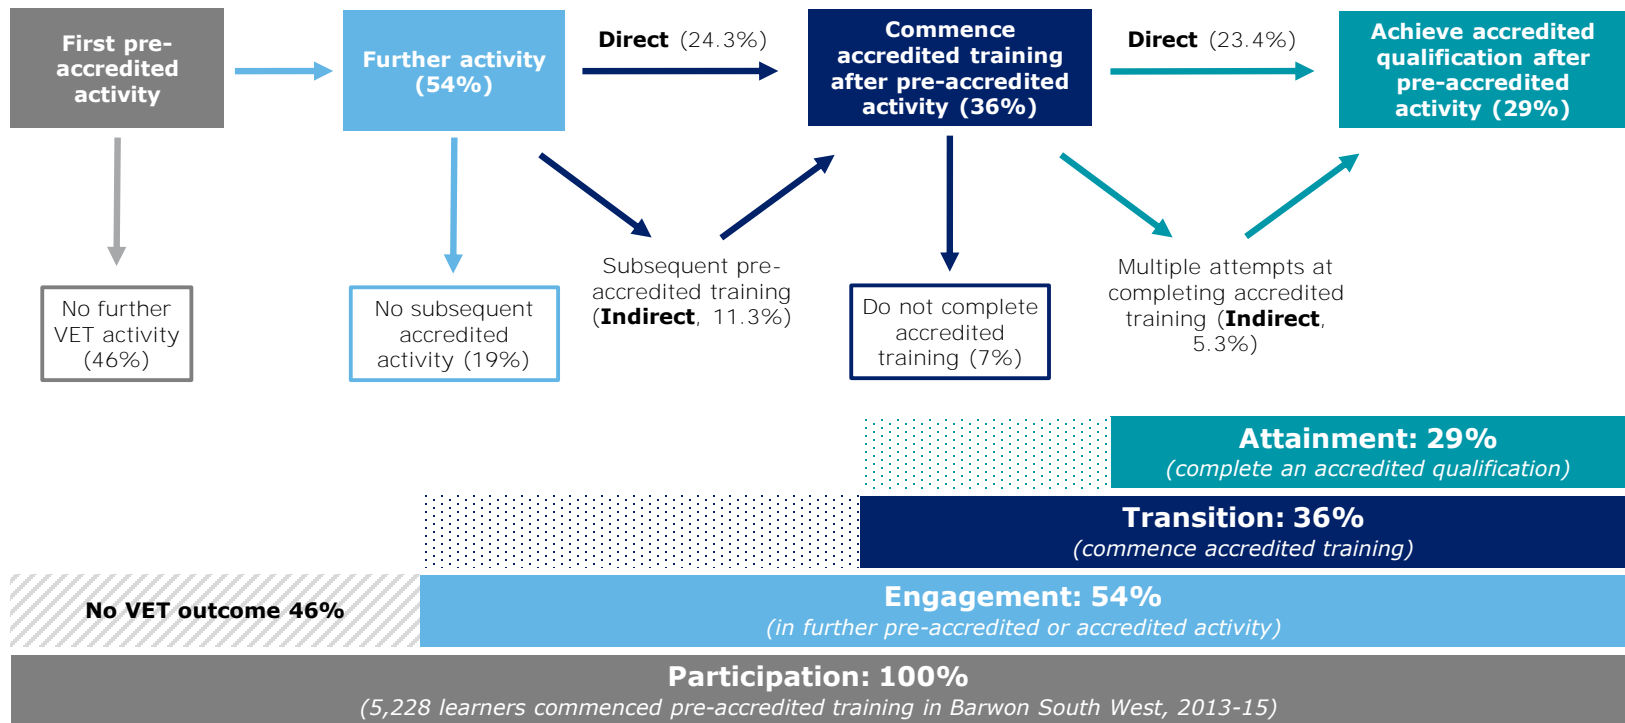 First pre-
accredited
activity
Further activity
(54%)
Direct (24.3%)
Commence
accredited training
after pre-accredited
activity (36%)
Direct (23.4%)
Achieve accredited
qualification after
pre-accredited
activity (29%)
No further
VET activity
(46%)
No subsequent
accredited
activity (19%)
Subsequent pre-
accredited training
(Indirect, 11.3%)
Do not complete
accredited
training (7%)
Multiple attempts at
completing accredited
training (Indirect,
5.3%)
Attainment: 29%
(complete an accredited qualification)
Transition: 36%
(commence accredited training)
No VET outcome 46%
Engagement: 54%
(in further pre-accredited or accredited activity)
Participation: 100%
(5,228 learners commenced pre-accredited training in Barwon South West, 2013-15)